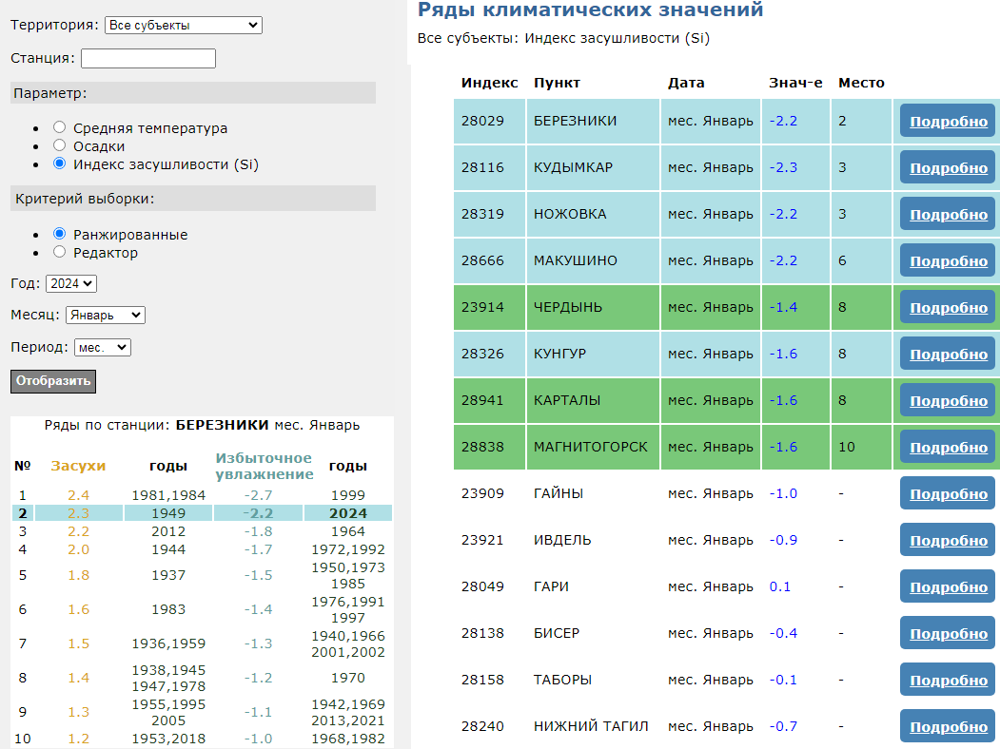 Территория: Все субъекты
Станция:
Параметр:
Средняя температура
Осадки
Индекс засушливости (Si)
Критерий выборки:
Ранжированные
Редактор
Год: 2024
Месяц: Январь
Период: мес.
Отобразить
Ряды по станции: БЕРЕЗНИКИ мес. Январь
№ Засухи годы Избыточное увлажнение годы
1 2.4 1981,1984 -2.7 1999
2 2.3 1949 -2.2 2024
3 2.2 2012 -1.8 1964
4 2.0 1944 -1.7 1972,1992
5 1.8 1937 -1.5 1950,1973 1985
6 1.6 1983 -1.4 1976,1991 1997
7 1.5 1936,1959 -1.3 1940,1966 2001,2002
8 1.4 1938,1945 1947,1978 -1.2 1970
9 1.3 1955,1995 2005 -1.1 1942,1969 2013,2021
10 1.2 1953,2018 -1.0 1968,1982
Ряды климатических значений
Все субъекты: Индекс засушливости (Si)
Индекс Пункт Дата Знач-е Место
28029 БЕРЕЗНИКИ мес. Январь -2.2 2 Подробно
28116 КУДЫМКАР мес. Январь -2.3 3 Подробно
28319 НОЖОВКА мес. Январь -2.2 3 Подробно
28666 МАКУШИНО мес. Январь -2.2 6 Подробно
23914 ЧЕРДЫНЬ мес. Январь -1.4 8 Подробно
28326 КУНГУР мес. Январь -1.6 8 Подробно
28941 КАРТАЛЫ мес. Январь -1.6 8 Подробно
28838 МАГНИТОГОРСК мес. Январь -1.6 10 Подробно
23909 ГАЙНЫ мес. Январь -1.0 - Подробно
23921 ИВДЕЛЬ мес. Январь -0.9 - Подробно
28049 ГАРИ мес. Январь 0.1 - Подробно
28138 БИСЕР мес. Январь -0.4 - Подробно
28158 ТАБОРЫ мес. Январь -0.1 - Подробно
28240 НИЖНИЙ ТАГИЛ мес. Январь -0.7 - Подробно